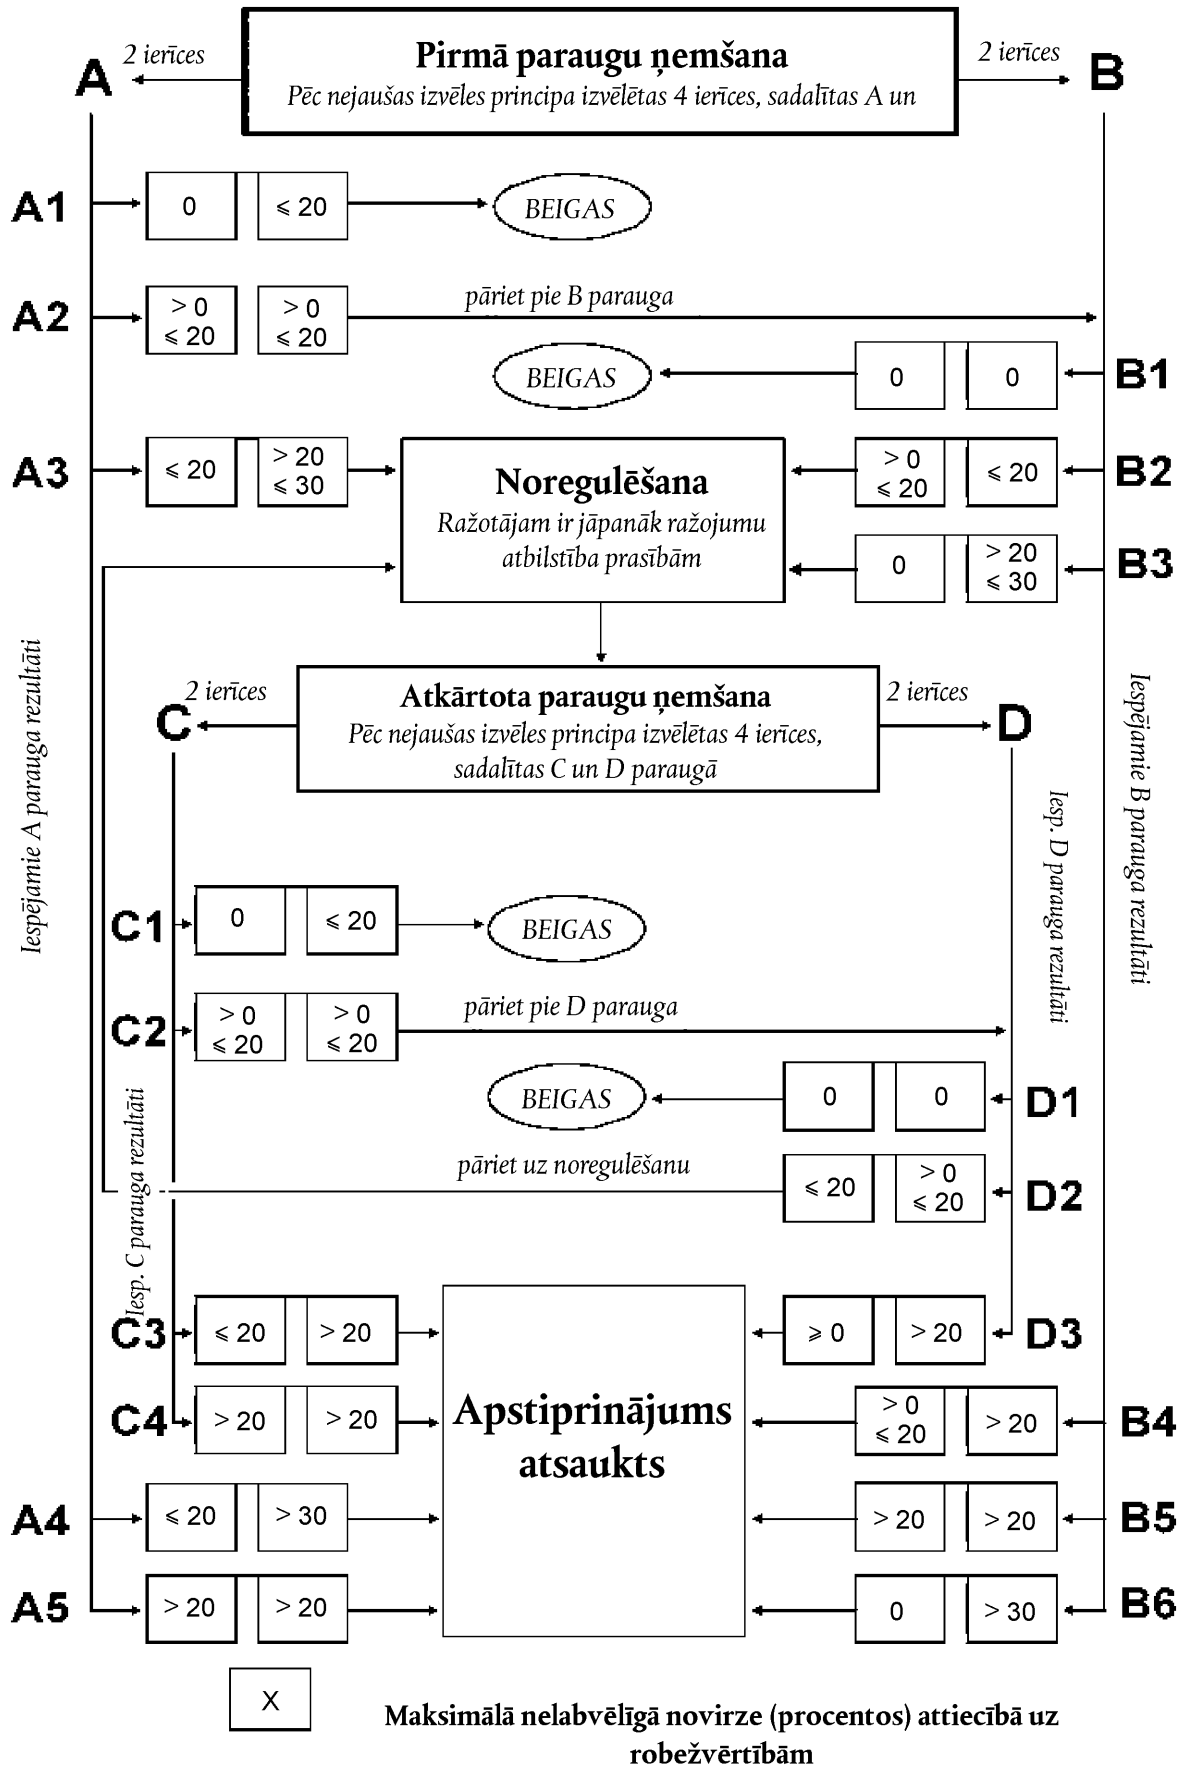 Pirmā paraugu ņemšana
Pēc nejaušas izvēles principa izvēlētas 4 ierīces, sadalītas A un
A
2 ierīces
2 ierīces
B
A1
0
≤ 20
BEIGAS
A2
> 0
≤ 20
> 0
≤ 20
pāriet pie B parauga
BEIGAS
0
0
B1
A3
≤ 20
> 20
≤ 30
Noregulēšana
Ražotājam ir jāpanāk ražojumu
atbilstība prasībām
> 0
≤ 20
≤ 20
B2
0
> 20
≤ 30
B3
Iespējamie A parauga rezultāti
Iespējamie B parauga rezultāti
C
2 ierīces
Atkārtota paraugu ņemšana
Pēc nejaušas izvēles principa izvēlētas 4 ierīces,
sadalītas C un D paraugā
2 ierīces
D
Iesp. D parauga rezultāti
C1
0
≤ 20
BEIGAS
C2
> 0
≤ 20
> 0
≤ 20
pāriet pie D parauga
BEIGAS
0
0
D1
pāriet uz noregulēšanu
≤ 20
> 0
≤ 20
D2
Iesp. C parauga rezultāti
C3
≤ 20
> 20
Apstiprinājums
atsaukts
≥ 0
> 20
D3
C4
> 20
> 20
> 0
≤ 20
> 20
B4
A4
≤ 20
> 30
> 20
> 20
B5
A5
> 20
> 20
0
> 30
B6
X
Maksimālā nelabvēlīgā novirze (procentos) attiecībā uz
robežvērtībām